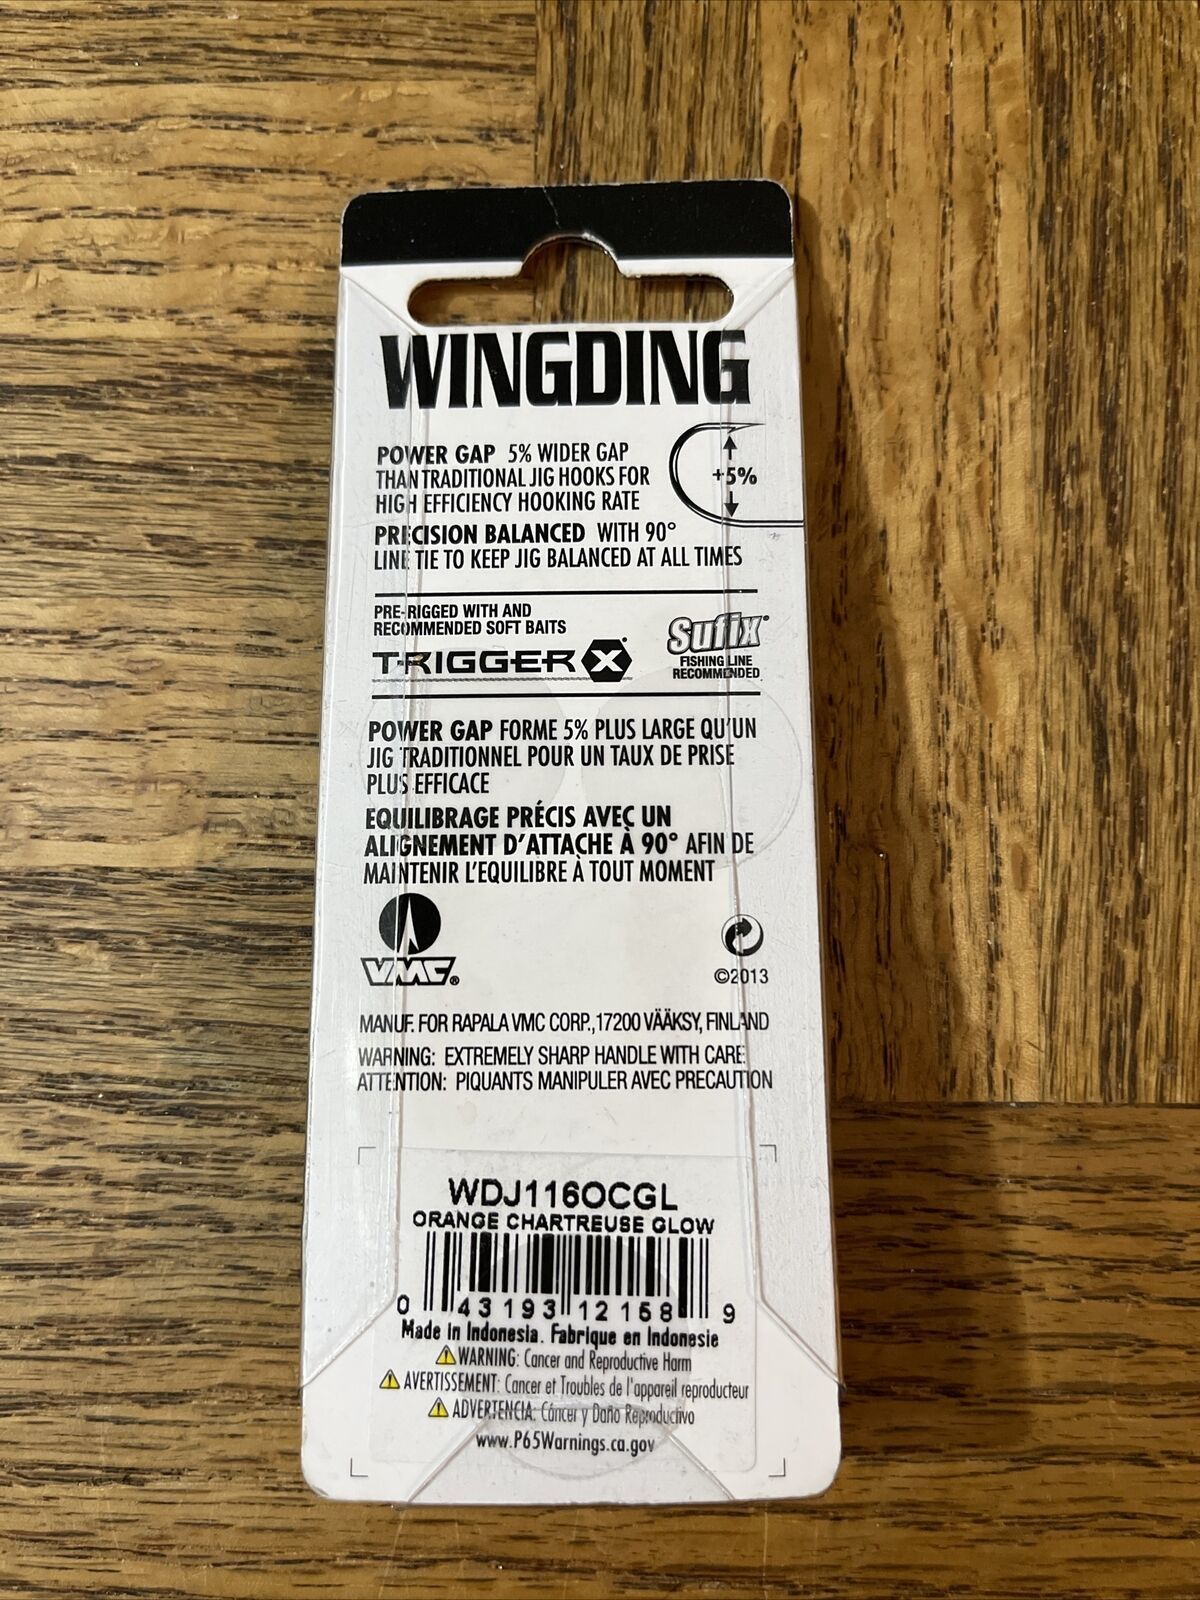 WINGDING
POWER GAP 5% WIDER GAP
THAN TRADITIONAL JIG HOOKS FOR
HIGH EFFICIENCY HOOKING RATE
+5%
PRECISION BALANCED WITH 90°
LINE TIE TO KEEP JIG BALANCED AT ALL TIMES
PRE-RIGGED WITH AND
RECOMMENDED SOFT BAITS
TRIGGER X
Sufix®
FISHING LINE
RECOMMENDED
POWER GAP FORME 5% PLUS LARGE QU'UN
JIG TRADITIONNEL POUR UN TAUX DE PRISE
PLUS EFFICACE
EQUILIBRAGE PRÉCIS AVEC UN
ALIGNEMENT D'ATTACHE À 90° AFIN DE
MAINTENIR L'EQUILIBRE À TOUT MOMENT
VMC®
©2013
MANUF. FOR RAPALA VMC CORP., 17200 VÄÄKSY, FINLAND
WARNING: EXTREMELY SHARP HANDLE WITH CARE
ATTENTION: PIQUANTS MANIPULER AVEC PRECAUTION
WDJ116OCGL
ORANGE CHARTREUSE GLOW
0 43193 12158 9
Made in Indonesia. Fabrique en Indonesie
WARNING: Cancer and Reproductive Harm
AVERTISSEMENT: Cancer et Troubles de l'appareil reproducteur
ADVERTENCIA: Cáncer y Daño Reproductivo
www.P65Warnings.ca.gov